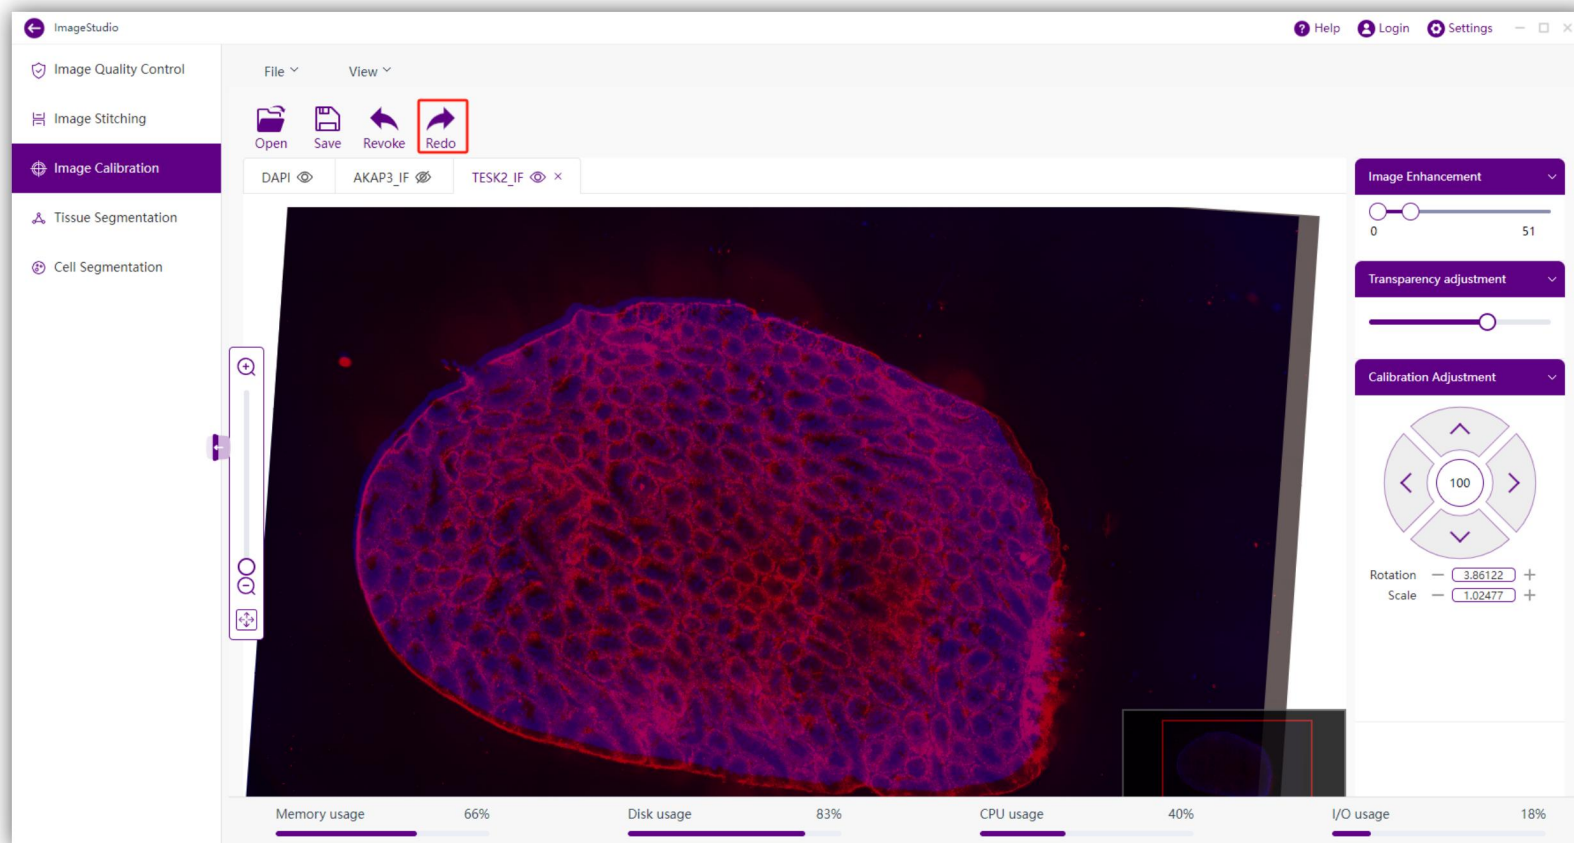 ImageStudio
Help Login Settings
Image Quality Control
Image Stitching
Image Calibration
Tissue Segmentation
Cell Segmentation
File View
Open Save Revoke Redo
DAPI AKAP3_IF TESK2_IF
Image Enhancement
0 51
Transparency adjustment
Calibration Adjustment
100
Rotation 3.86122
Scale 1.02477
Memory usage 66% Disk usage 83% CPU usage 40% I/O usage 18%